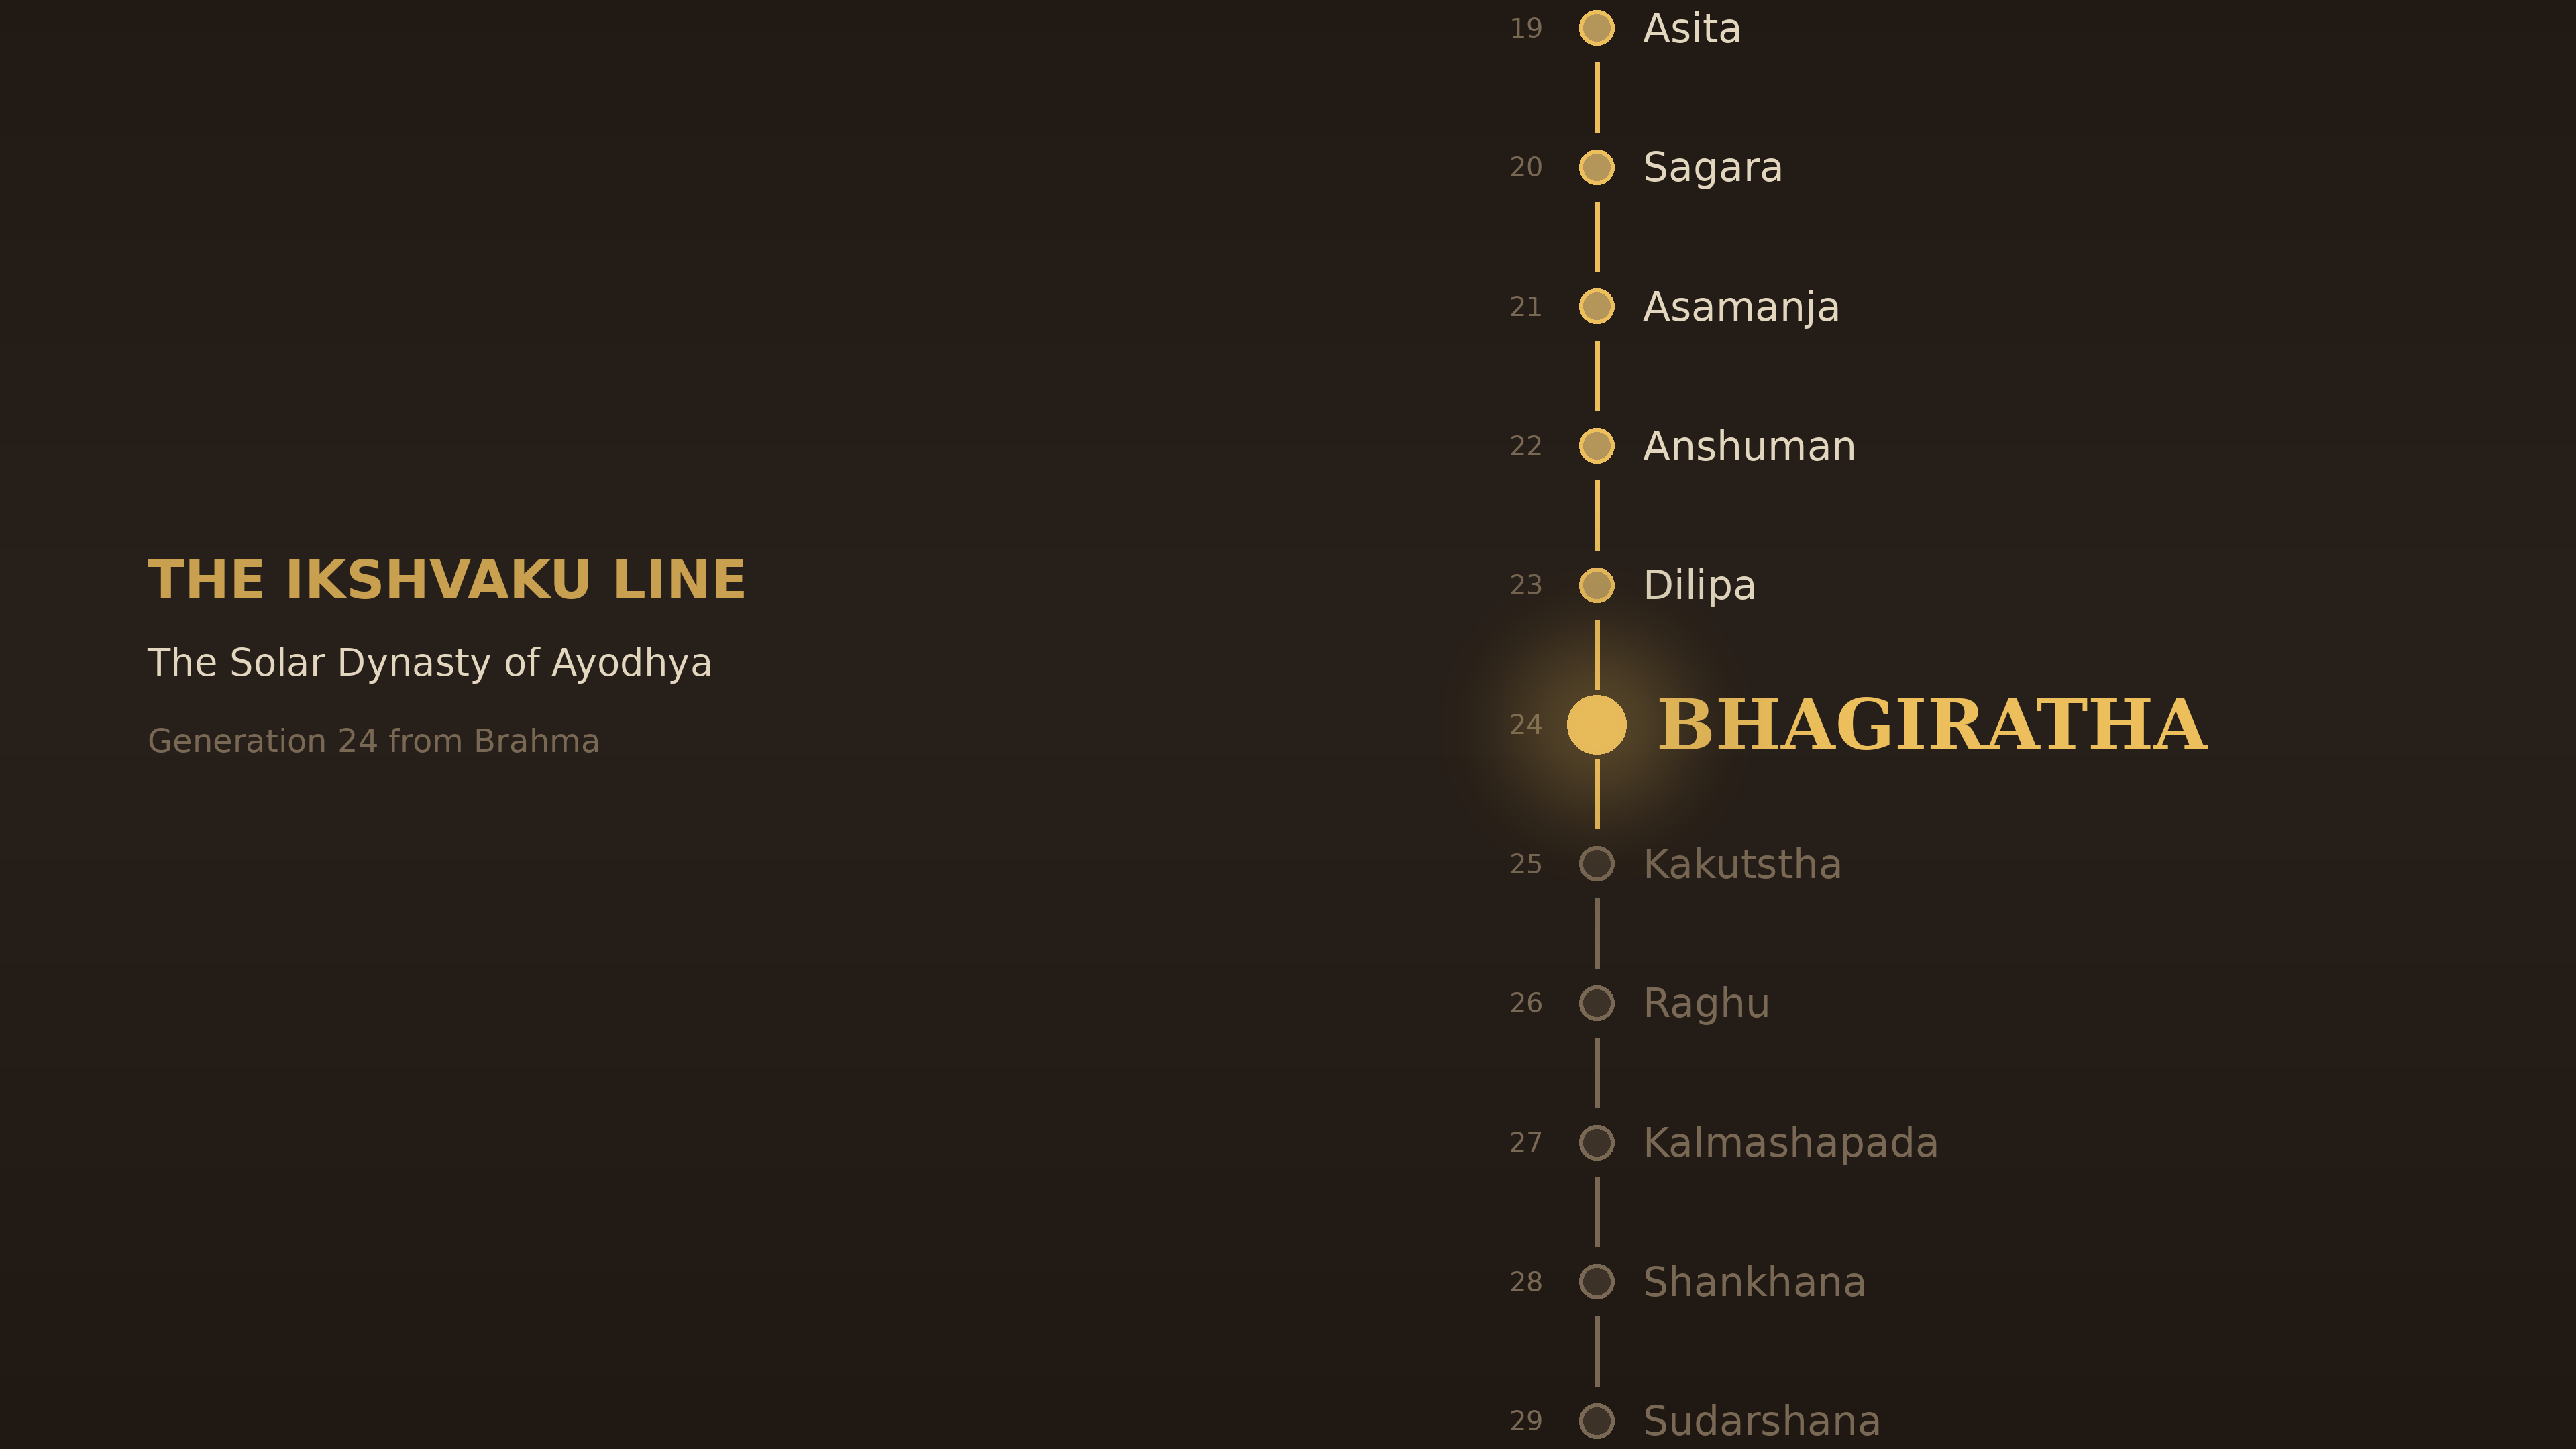 THE IKSHVAKU LINE
The Solar Dynasty of Ayodhya
Generation 24 from Brahma
19 Asita
20 Sagara
21 Asamanja
22 Anshuman
23 Dilipa
24 BHAGIRATHA
25 Kakutstha
26 Raghu
27 Kalmashapada
28 Shankhana
29 Sudarshana